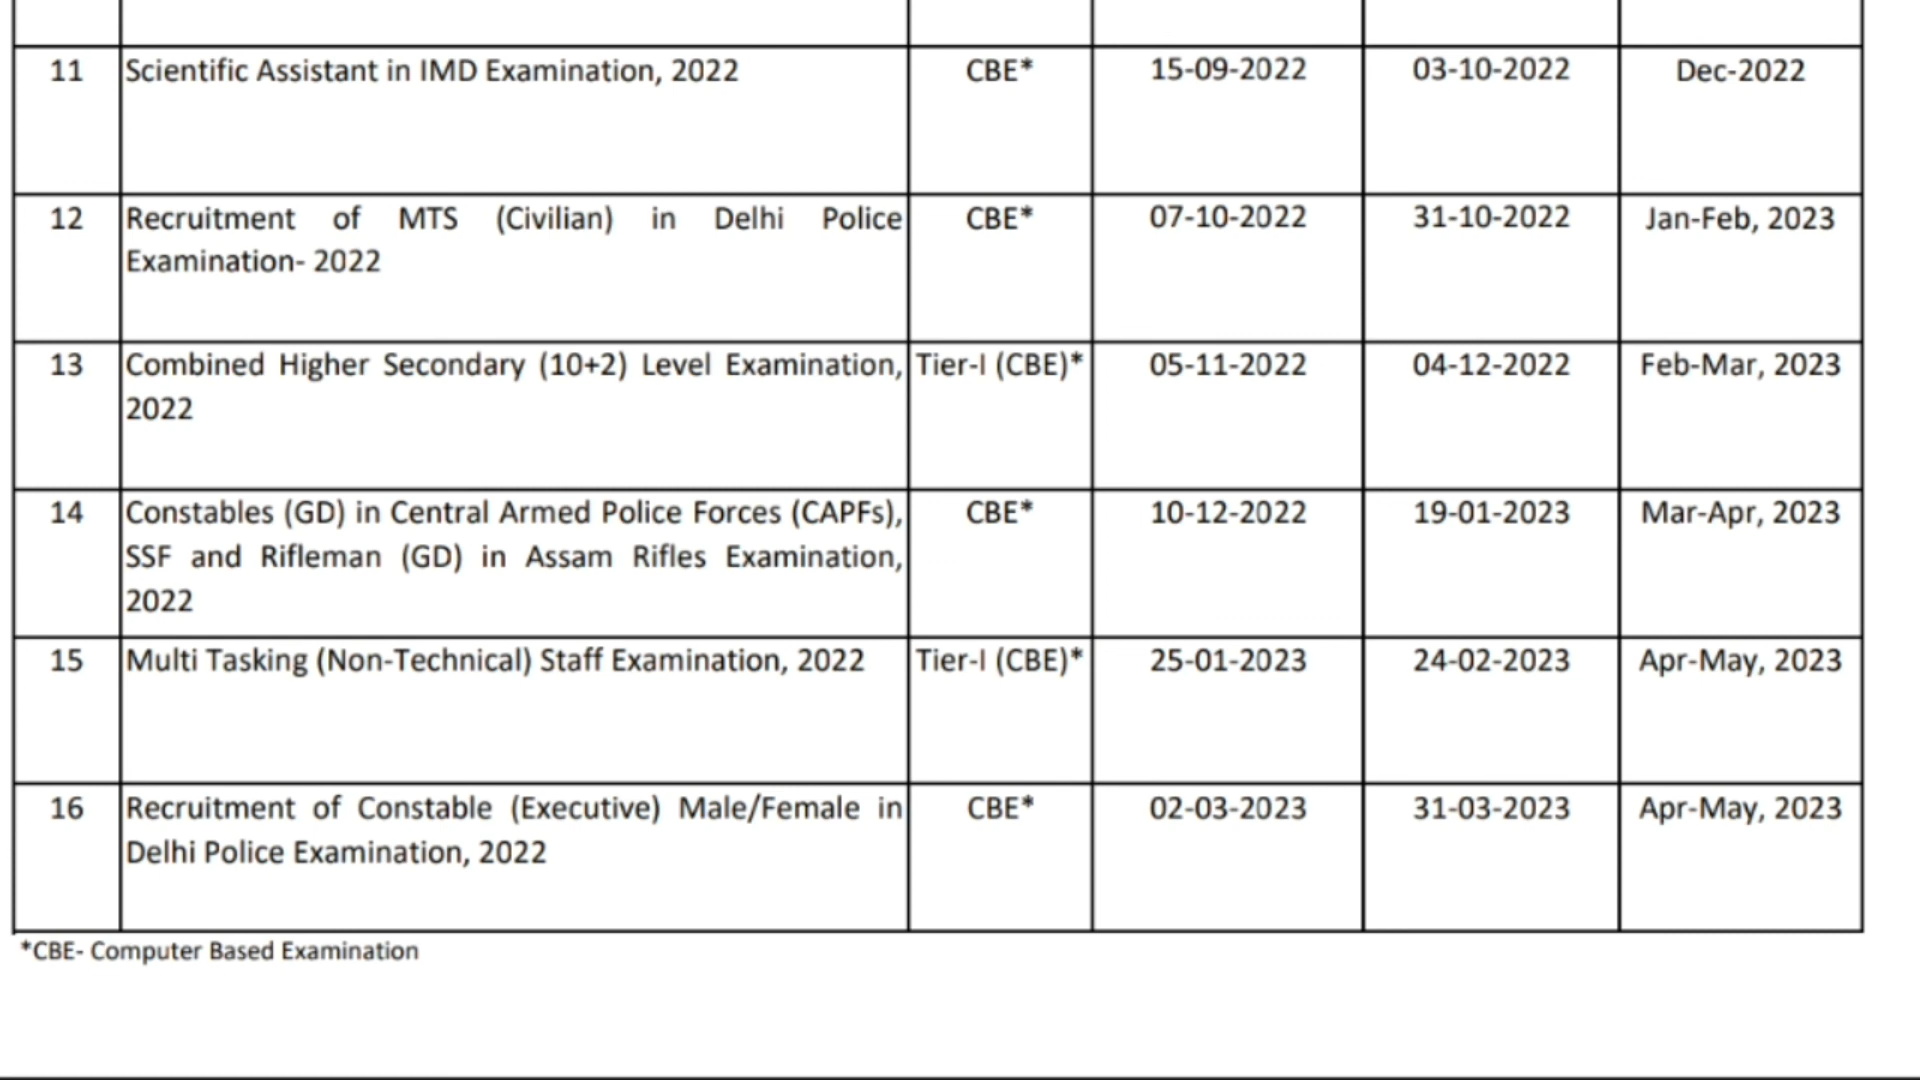 11 Scientific Assistant in IMD Examination, 2022 CBE* 15-09-2022 03-10-2022 Dec-2022
12 Recruitment of MTS (Civilian) in Delhi Police CBE* 07-10-2022 31-10-2022 Jan-Feb, 2023
Examination- 2022
13 Combined Higher Secondary (10+2) Level Examination, Tier-I (CBE)* 05-11-2022 04-12-2022 Feb-Mar, 2023
2022
14 Constables (GD) in Central Armed Police Forces (CAPFs), CBE* 10-12-2022 19-01-2023 Mar-Apr, 2023
SSF and Rifleman (GD) in Assam Rifles Examination,
2022
15 Multi Tasking (Non-Technical) Staff Examination, 2022 Tier-I (CBE)* 25-01-2023 24-02-2023 Apr-May, 2023
16 Recruitment of Constable (Executive) Male/Female in CBE* 02-03-2023 31-03-2023 Apr-May, 2023
Delhi Police Examination, 2022
*CBE- Computer Based Examination